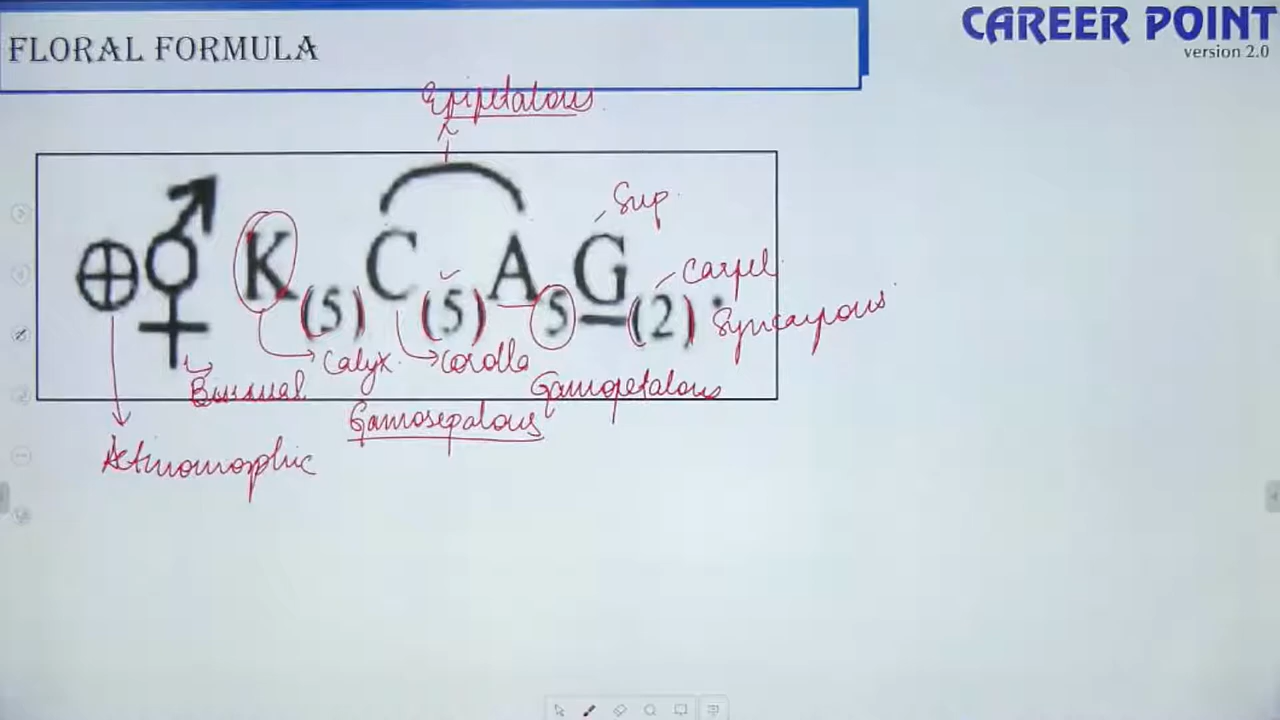 FLORAL FORMULA
CAREER POINT
version 2.0
Epipetalous
Sup.
K(5) C(5) A5 G(2)
Carpel
Syncarpous
Calyx
Corolla
Gamopetalous
Gamosepalous
Actinomorphic